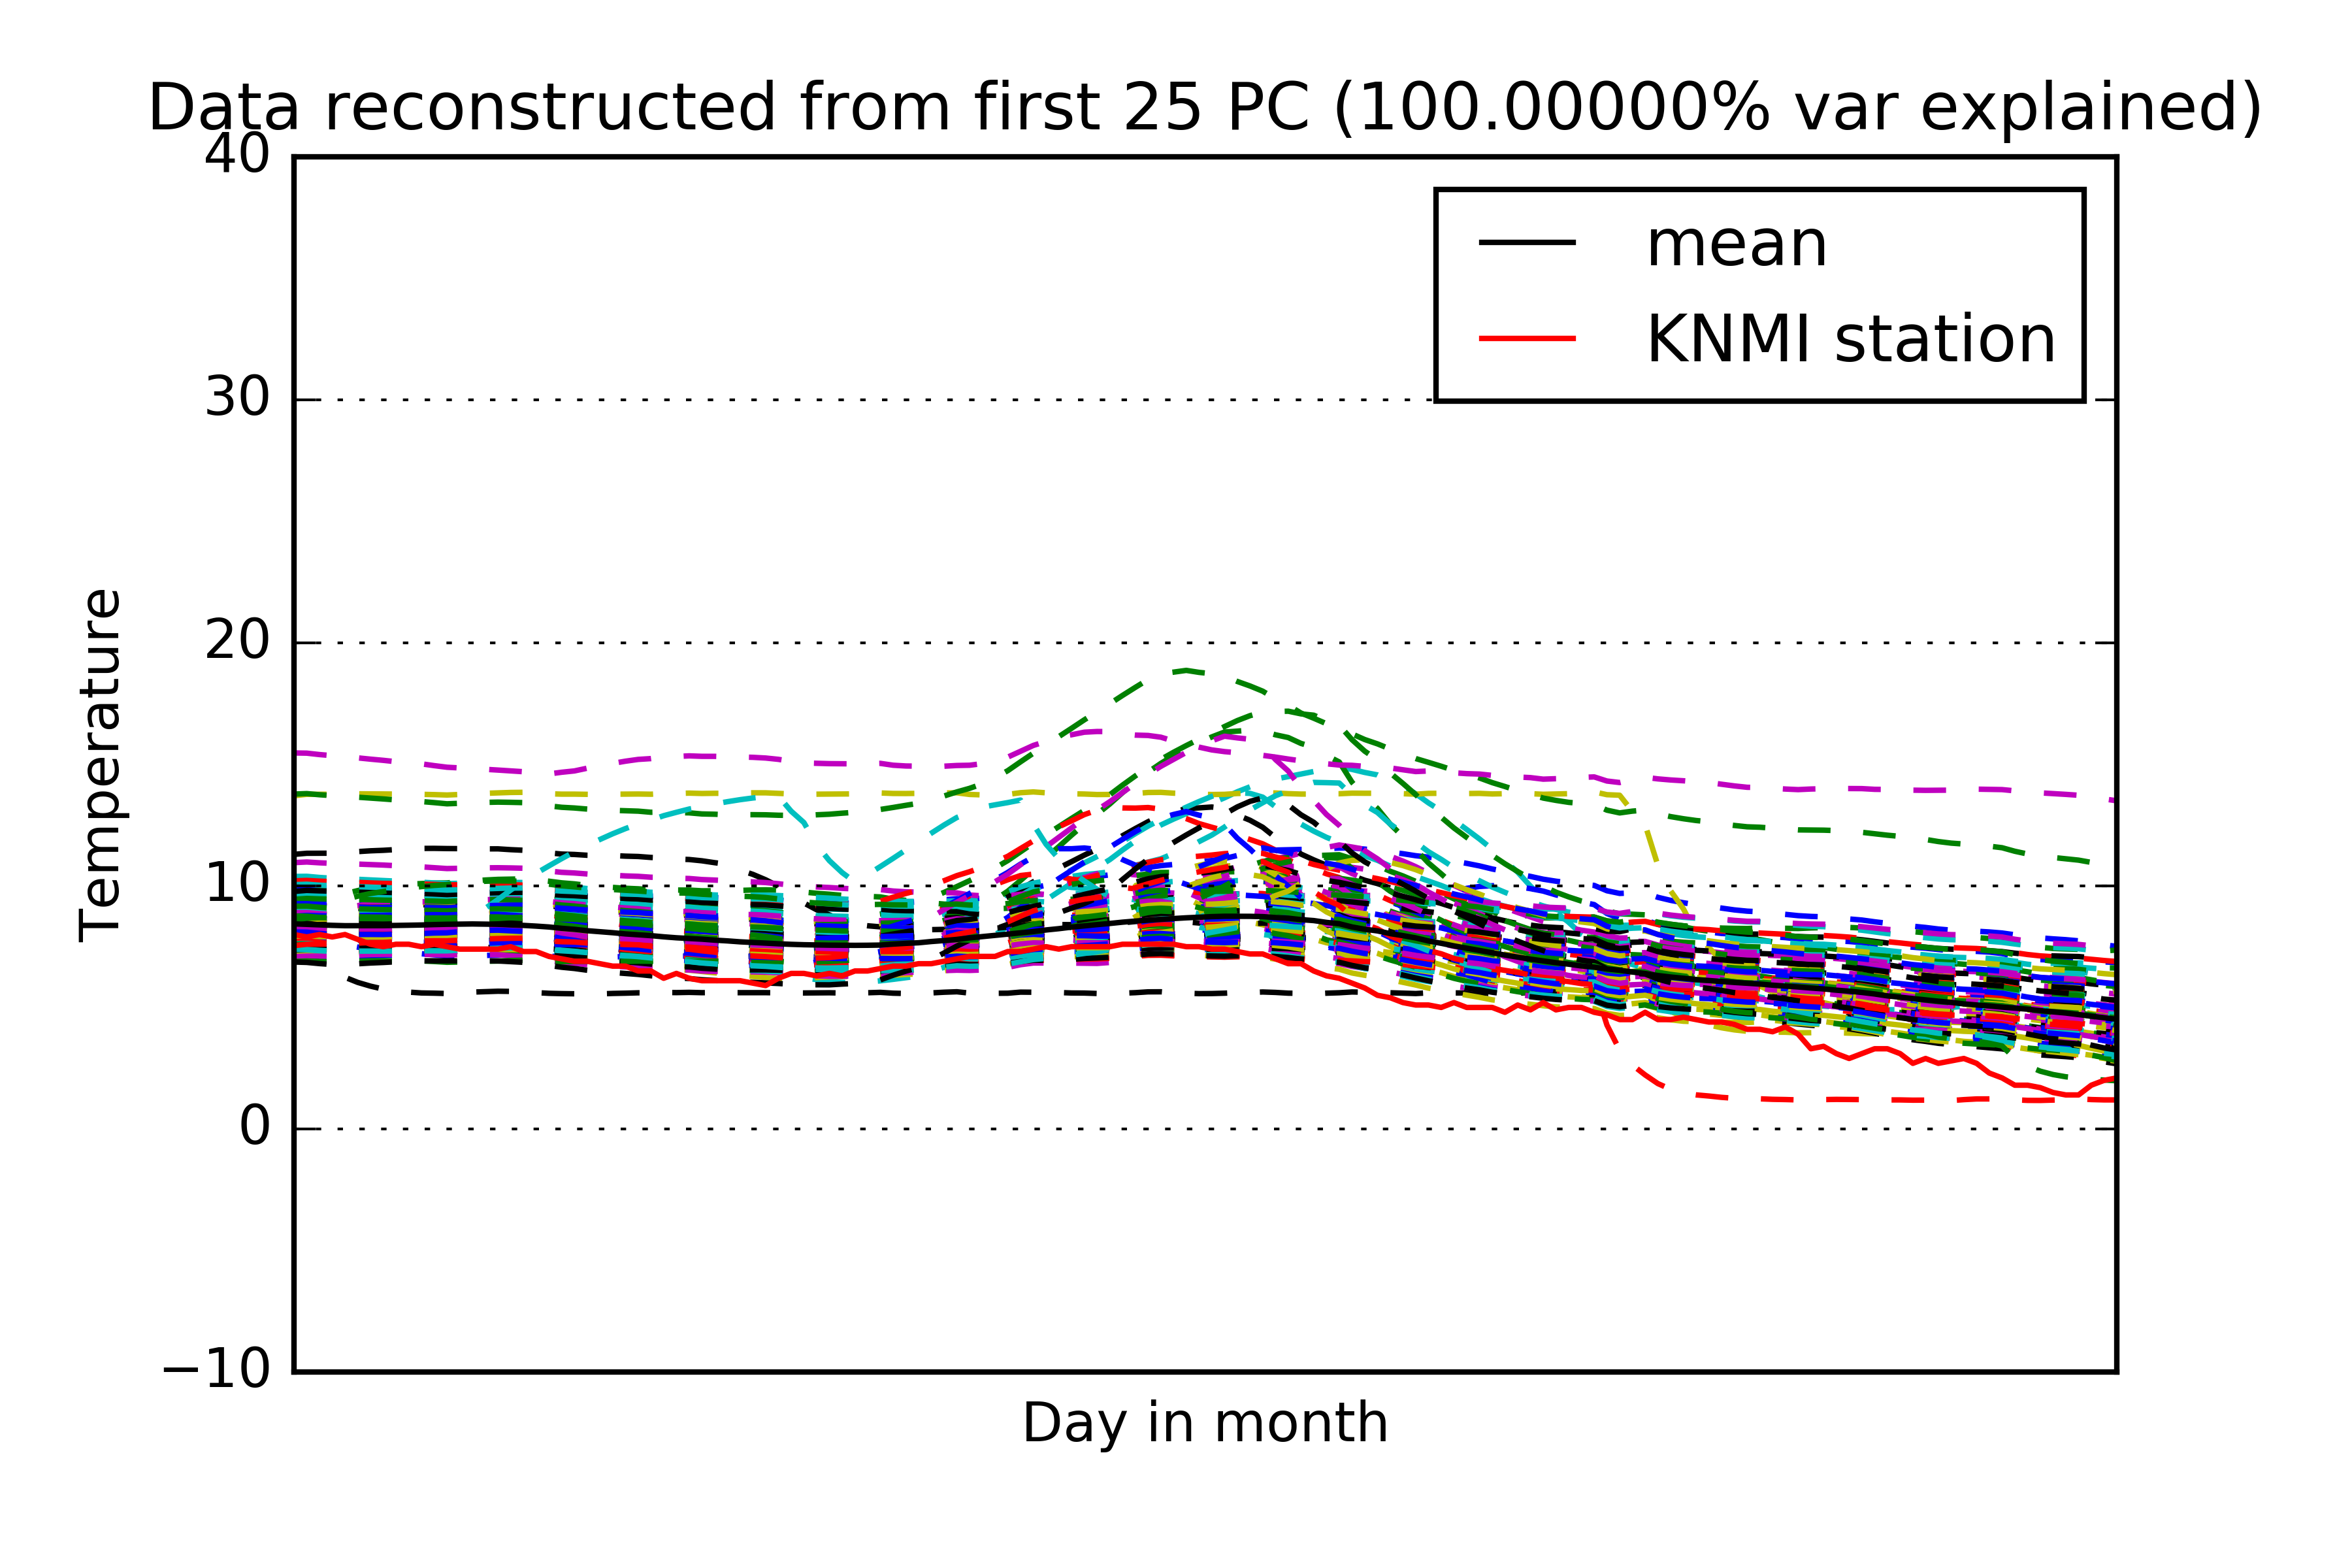 Data reconstructed from first 25 PC (100.00000% var explained)
40
30
20
10
0
−10
Temperature
Day in month
mean
KNMI station